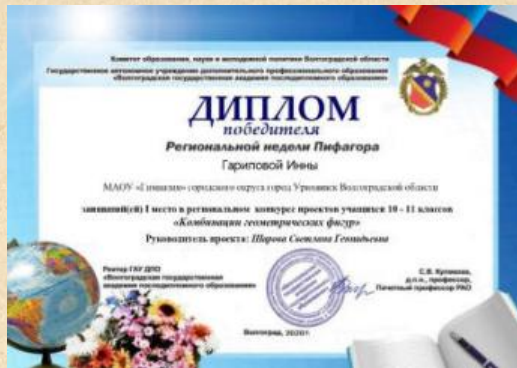 Комитет образования, науки и молодежной политики Волгоградской области
Государственное автономное учреждение дополнительного профессионального образования
«Волгоградская государственная академия последипломного образования»
ДИПЛОМ
победителя
Региональной недели Пифагора
Гариповой Инны
МАОУ «Гимназия» городского округа город Урюпинск Волгоградской области
занявший(ей) I место в региональном конкурсе проектов учащихся 10 - 11 классов
«Комбинации геометрических фигур»
Руководитель проекта: Шарова Светлана
Ректор ГАУ ДПО
«Волгоградская государственная
академия последипломного образования»
С.В. Куликова,
д.п.н., профессор,
Почетный профессор РАО
Волгоград, 2020 г.